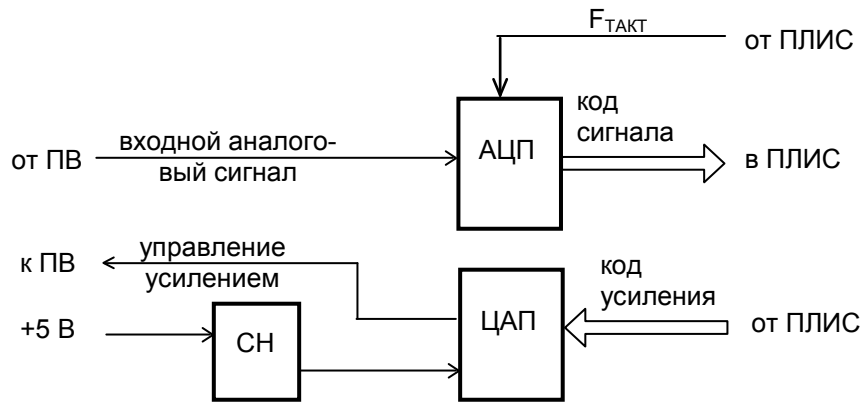 FТАКТ
от ПЛИС
код
сигнала
входной аналого-
вый сигнал
от ПВ
АЦП
в ПЛИС
к ПВ
управление
усилением
код
усиления
+5 В
СН
ЦАП
от ПЛИС